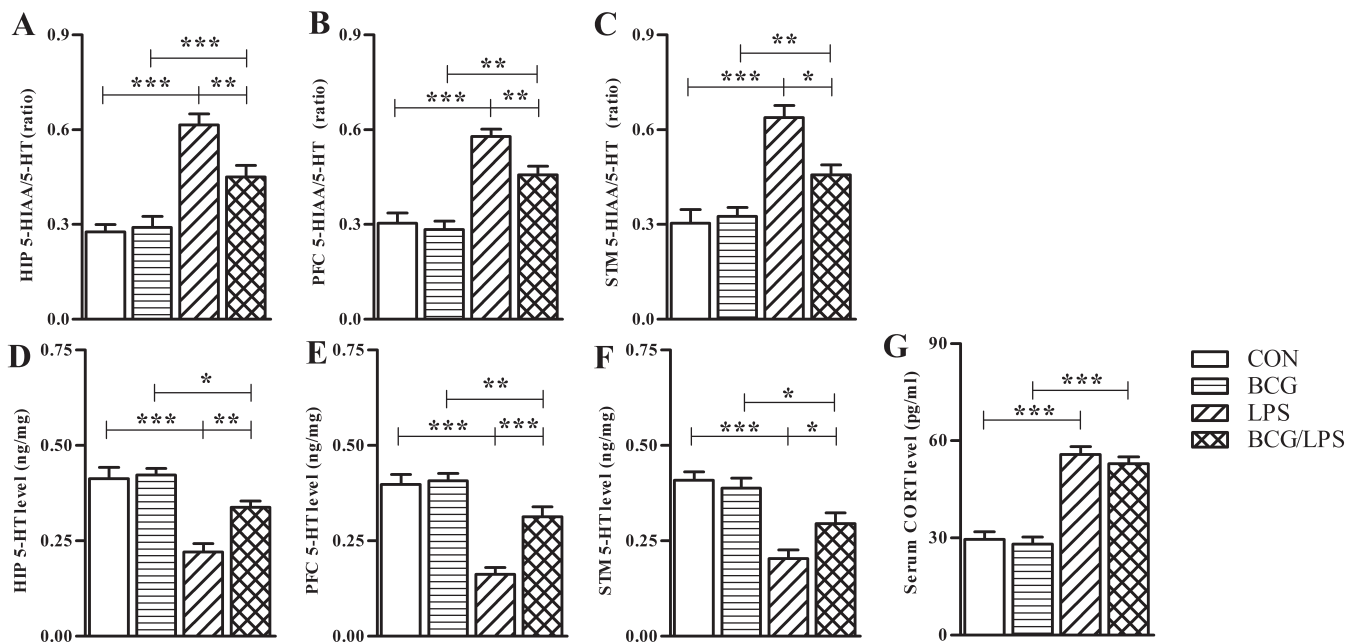 A
HIP 5-HIAA/5-HT (ratio)
0.9
0.6
0.3
0.0
***
***
**
B
PFC 5-HIAA/5-HT (ratio)
0.9
0.6
0.3
0.0
**
***
**
C
STM 5-HIAA/5-HT (ratio)
0.9
0.6
0.3
0.0
**
***
*
D
HIP 5-HT level (ng/mg)
0.75
0.50
0.25
0.00
*
***
**
E
PFC 5-HT level (ng/mg)
0.75
0.50
0.25
0.00
**
***
***
F
STM 5-HT level (ng/mg)
0.75
0.50
0.25
0.00
*
***
*
G
Serum CORT level (pg/ml)
90
60
30
0
***
***
CON
BCG
LPS
BCG/LPS